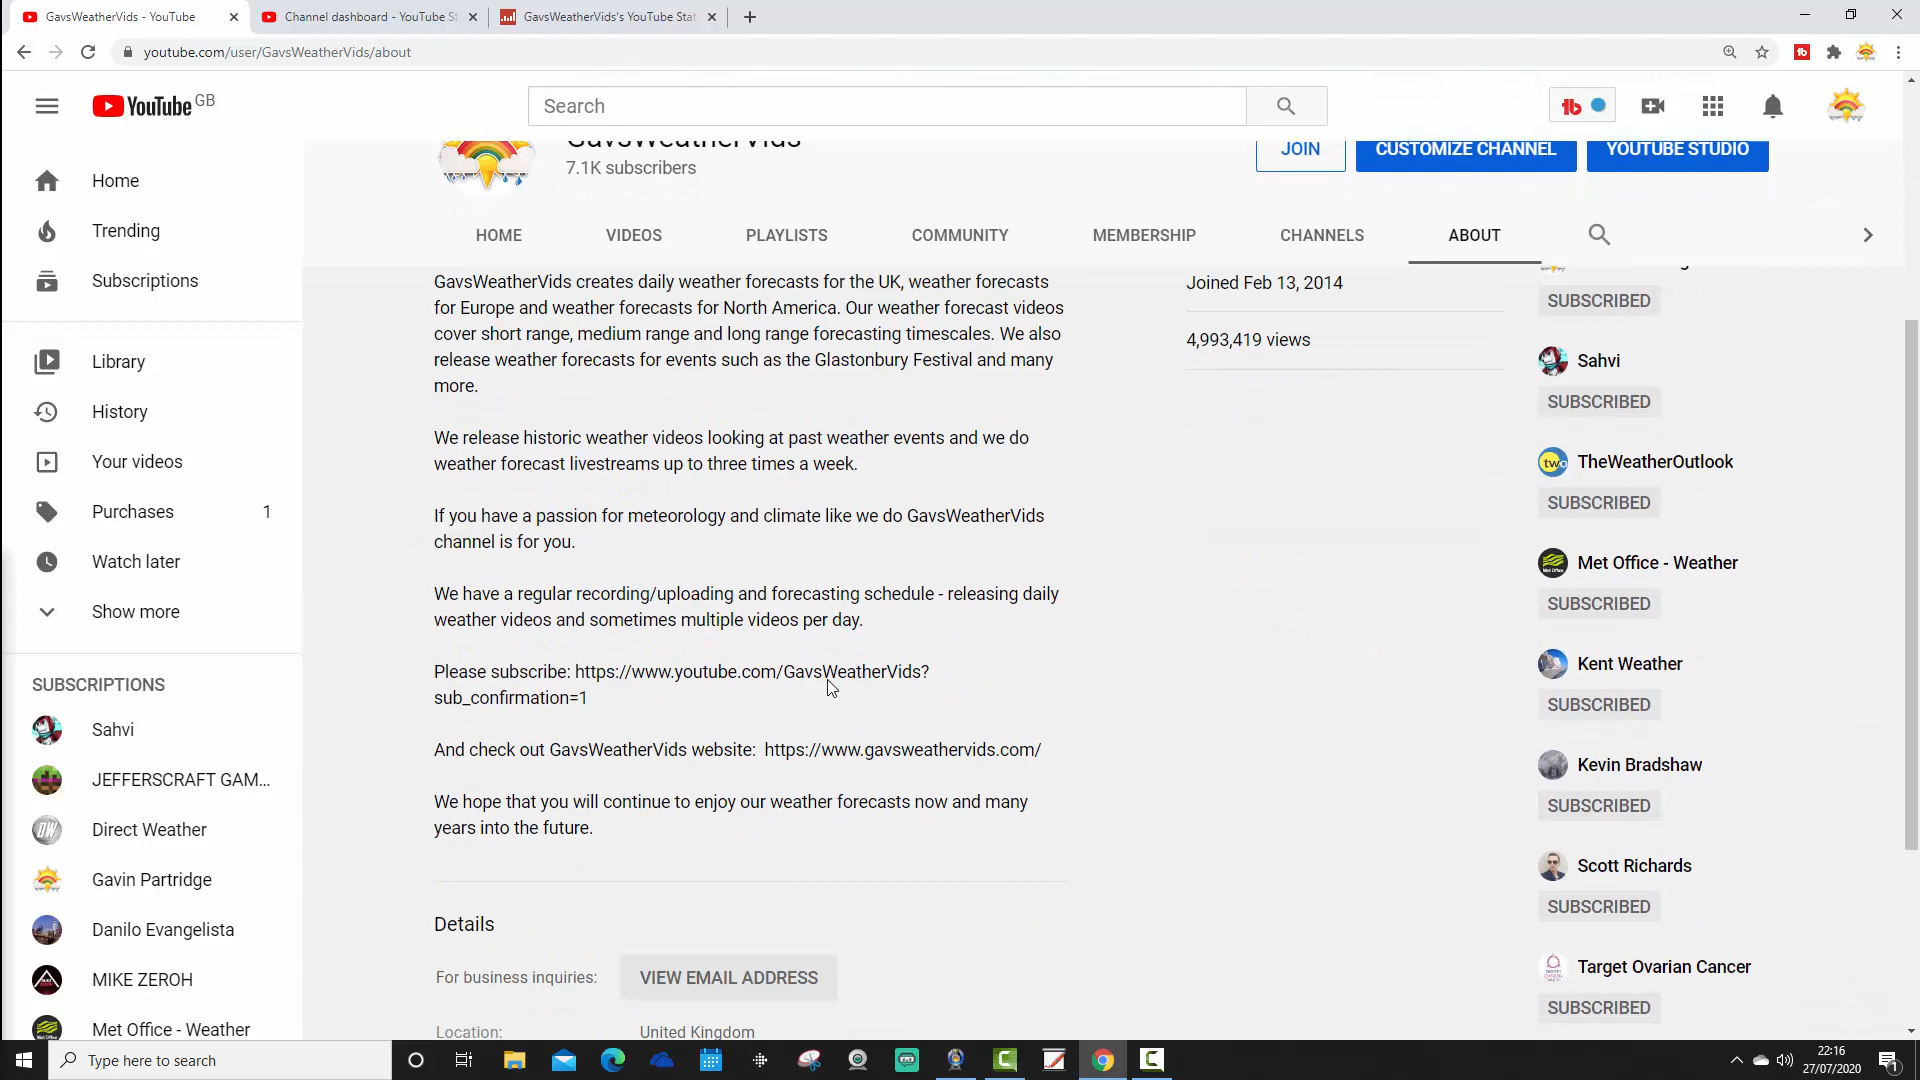 GavsWeatherVids - YouTube
Channel dashboard - YouTube St
GavsWeatherVids's YouTube Stat
youtube.com/user/GavsWeatherVids/about
YouTube GB
Search
GavsWeatherVids
7.1K subscribers
JOIN
CUSTOMIZE CHANNEL
YOUTUBE STUDIO
HOME
VIDEOS
PLAYLISTS
COMMUNITY
MEMBERSHIP
CHANNELS
ABOUT
Home
Trending
Subscriptions
Library
History
Your videos
Purchases 1
Watch later
Show more
SUBSCRIPTIONS
Sahvi
JEFFERSCRAFT GAM...
Direct Weather
Gavin Partridge
Danilo Evangelista
MIKE ZEROH
Met Office - Weather
GavsWeatherVids creates daily weather forecasts for the UK, weather forecasts
for Europe and weather forecasts for North America. Our weather forecast videos
cover short range, medium range and long range forecasting timescales. We also
release weather forecasts for events such as the Glastonbury Festival and many
more.
We release historic weather videos looking at past weather events and we do
weather forecast livestreams up to three times a week.
If you have a passion for meteorology and climate like we do GavsWeatherVids
channel is for you.
We have a regular recording/uploading and forecasting schedule - releasing daily
weather videos and sometimes multiple videos per day.
Please subscribe: https://www.youtube.com/GavsWeatherVids?
sub_confirmation=1
And check out GavsWeatherVids website: https://www.gavsweathervids.com/
We hope that you will continue to enjoy our weather forecasts now and many
years into the future.
Details
For business inquiries:
VIEW EMAIL ADDRESS
Location:
United Kingdom
Joined Feb 13, 2014
4,993,419 views
SUBSCRIBED
Sahvi
SUBSCRIBED
two
TheWeatherOutlook
SUBSCRIBED
Met Office - Weather
SUBSCRIBED
Kent Weather
SUBSCRIBED
Kevin Bradshaw
SUBSCRIBED
Scott Richards
SUBSCRIBED
Target Ovarian Cancer
SUBSCRIBED
Type here to search
22:16
27/07/2020
1